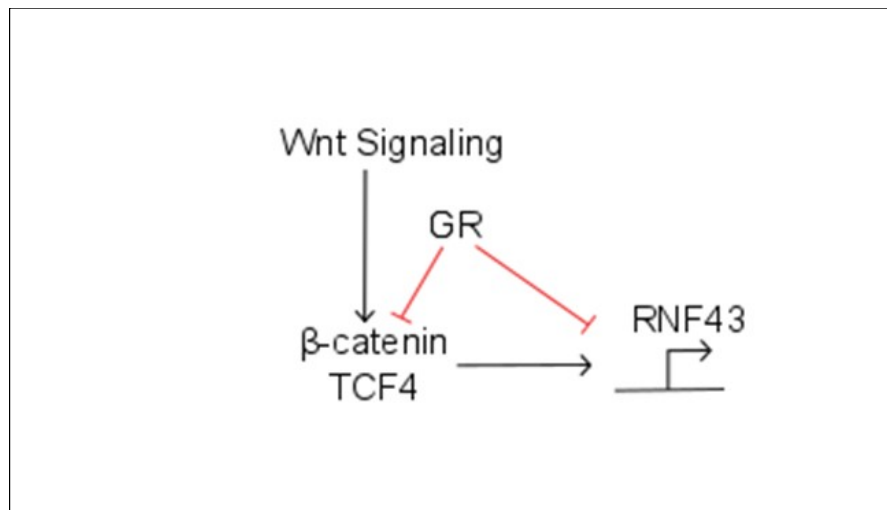 Wnt Signaling
GR
RNF43
β-catenin
TCF4